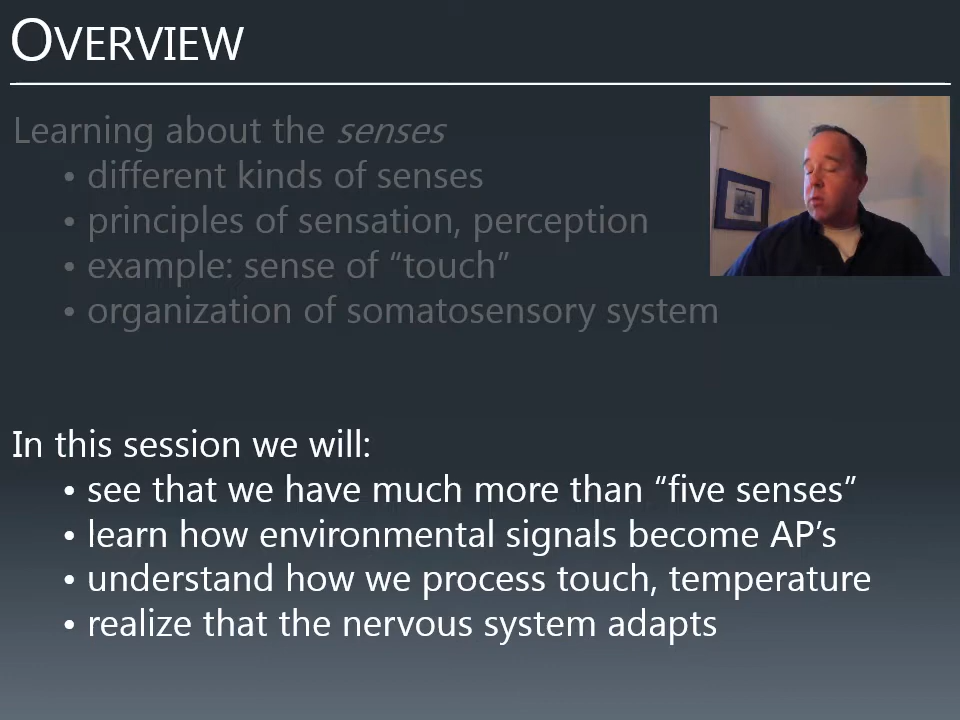 OVERVIEW
Learning about the senses
• different kinds of senses
• principles of sensation, perception
• example: sense of “touch”
• organization of somatosensory system
In this session we will:
• see that we have much more than “five senses”
• learn how environmental signals become AP’s
• understand how we process touch, temperature
• realize that the nervous system adapts